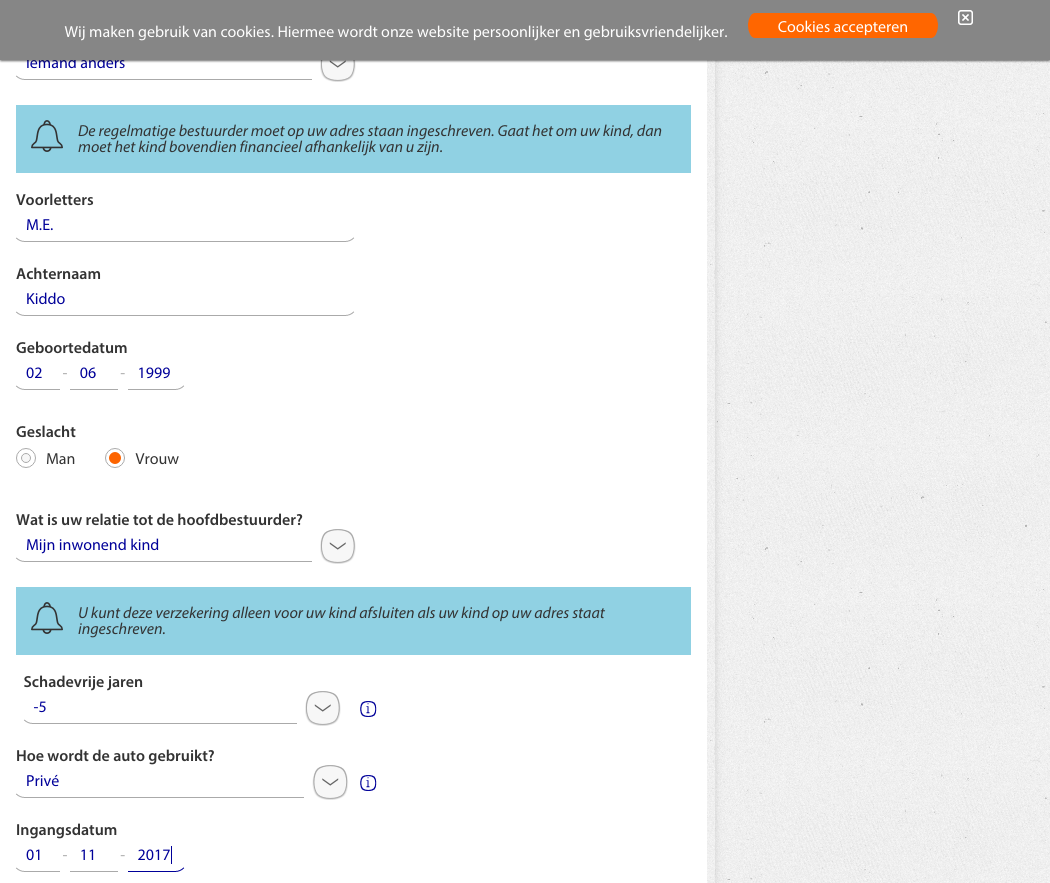 Wij maken gebruik van cookies. Hiermee wordt onze website persoonlijker en gebruiksvriendelijker.
Cookies accepteren
Iemand anders
De regelmatige bestuurder moet op uw adres staan ingeschreven. Gaat het om uw kind, dan
moet het kind bovendien financieel afhankelijk van u zijn.
Voorletters
M.E.
Achternaam
Kiddo
Geboortedatum
02 - 06 - 1999
Geslacht
Man Vrouw
Wat is uw relatie tot de hoofdbestuurder?
Mijn inwonend kind
U kunt deze verzekering alleen voor uw kind afsluiten als uw kind op uw adres staat
ingeschreven.
Schadevrije jaren
-5
Hoe wordt de auto gebruikt?
Privé
Ingangsdatum
01 - 11 - 2017